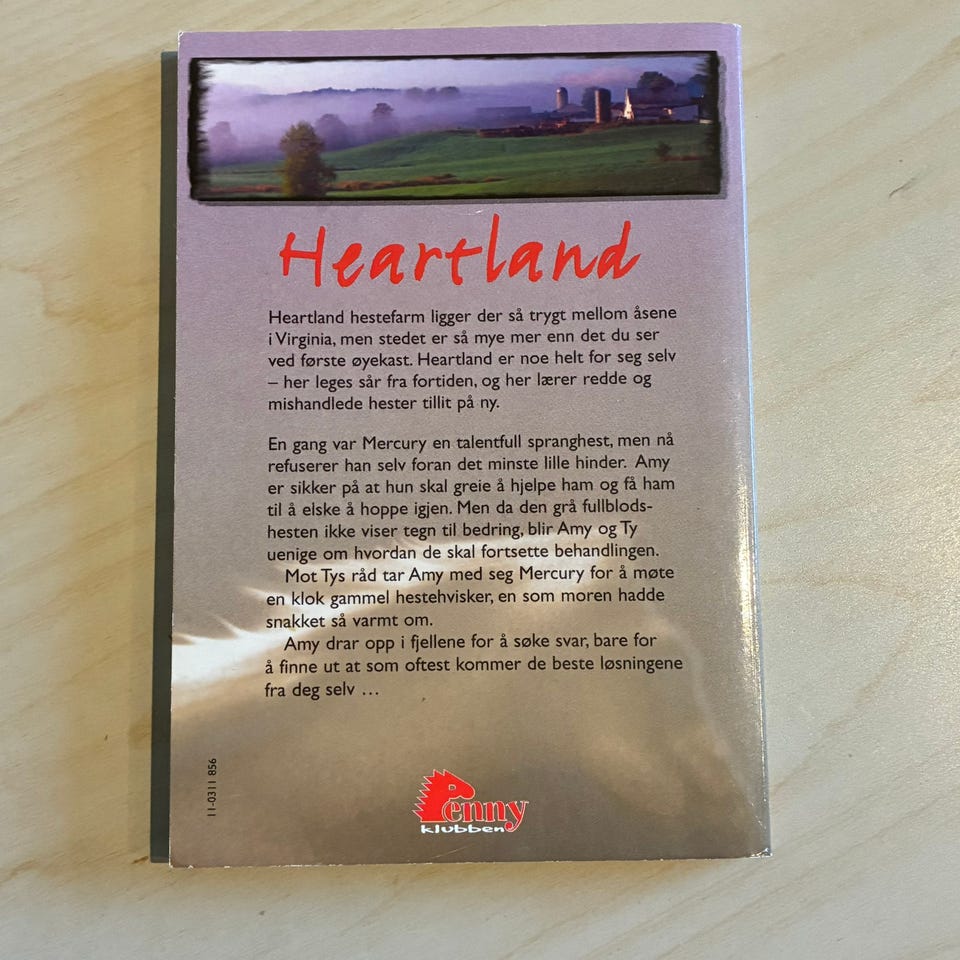 Heartland
Heartland hestefarm ligger der så trygt mellom åsene
i Virginia, men stedet er så mye mer enn det du ser
ved første øyekast. Heartland er noe helt for seg selv
– her leges sår fra fortiden, og her lærer redde og
mishandlede hester tillit på ny.
En gang var Mercury en talentfull spranghest, men nå
refuserer han selv foran det minste lille hinder. Amy
er sikker på at hun skal greie å hjelpe ham og få ham
til å elske å hoppe igjen. Men da den grå fullblods-
hesten ikke viser tegn til bedring, blir Amy og Ty
uenige om hvordan de skal fortsette behandlingen.
Mot Tys råd tar Amy med seg Mercury for å møte
en klok gammel hestehvisker, en som moren hadde
snakket så varmt om.
Amy drar opp i fjellene for å søke svar, bare for
å finne ut at som oftest kommer de beste løsningene
fra deg selv …
11-0311 856
Penny
klubben